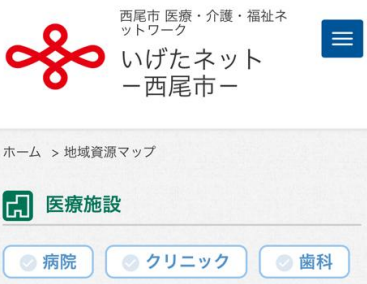 西尾市 医療・介護・福祉ネ
ットワーク
いげたネット
ー西尾市ー
ホーム > 地域資源マップ
医療施設
病院 クリニック 歯科